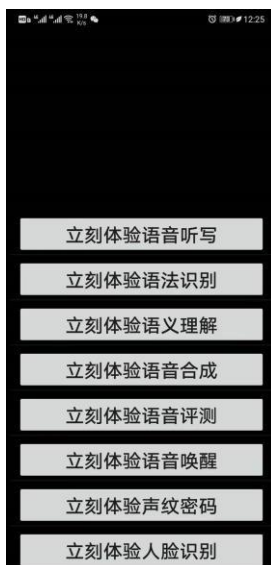 19.8
K/s
12:25
立刻体验语音听写
立刻体验语法识别
立刻体验语义理解
立刻体验语音合成
立刻体验语音评测
立刻体验语音唤醒
立刻体验声纹密码
立刻体验人脸识别